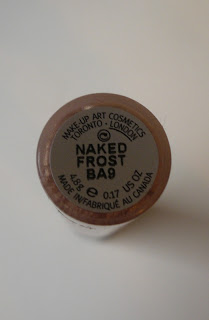 MAKE-UP ART COSMETICS
TORONTO • LONDON
NAKED
FROST
BA9
4.8g e 0.17 US OZ
MADE IN/FABRIQUÉ AU CANADA